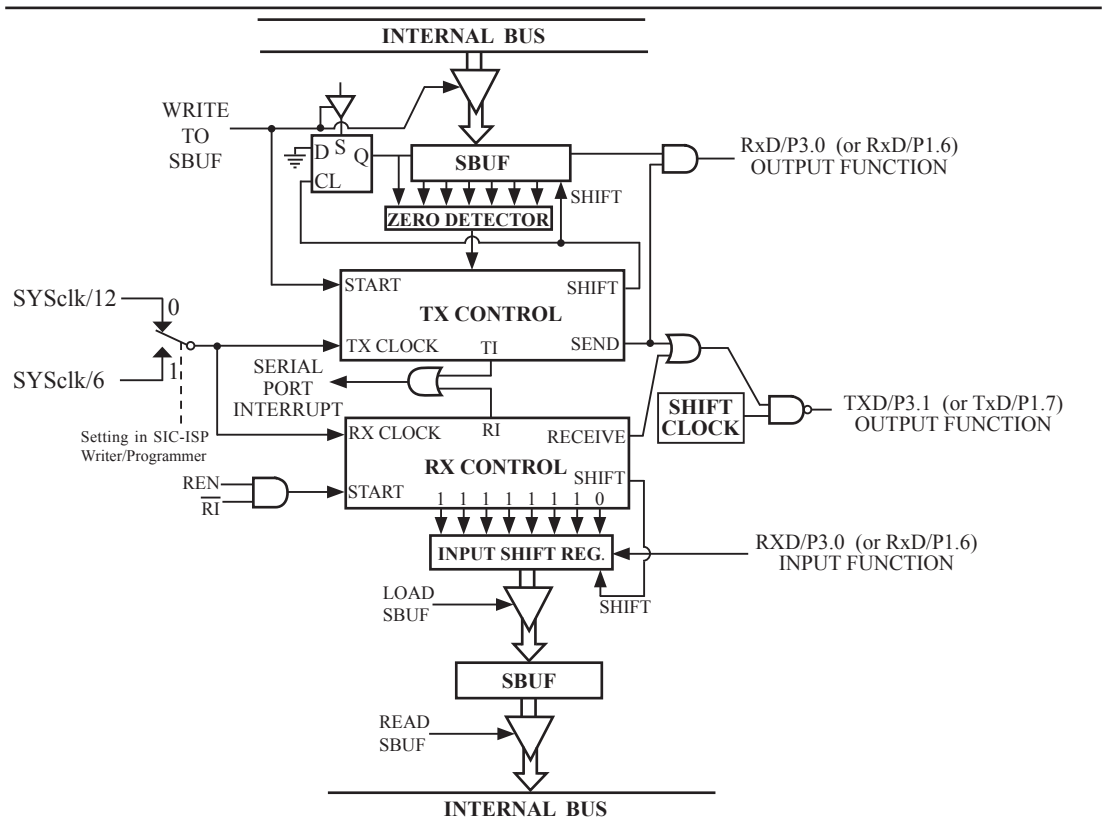 INTERNAL BUS
WRITE
TO
SBUF
D S Q
CL
SBUF
SHIFT
ZERO DETECTOR
RxD/P3.0 (or RxD/P1.6)
OUTPUT FUNCTION
START
SHIFT
TX CONTROL
TX CLOCK
TI
SEND
SYSclk/12
0
SYSclk/6
1
SERIAL
PORT
INTERRUPT
Setting in SIC-ISP
Writer/Programmer
SHIFT
CLOCK
TXD/P3.1 (or TxD/P1.7)
OUTPUT FUNCTION
RX CLOCK
RI
RECEIVE
RX CONTROL
SHIFT
START
1 1 1 1 1 1 1 0
REN
RI
INPUT SHIFT REG.
RXD/P3.0 (or RxD/P1.6)
INPUT FUNCTION
SHIFT
LOAD
SBUF
SBUF
READ
SBUF
INTERNAL BUS